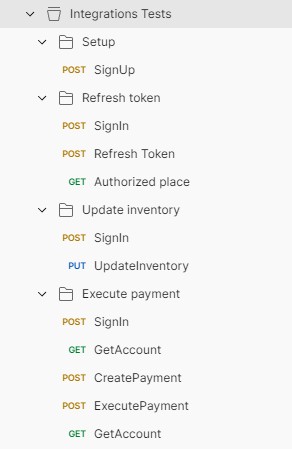 Integrations Tests
Setup
POST SignUp
Refresh token
POST SignIn
POST Refresh Token
GET Authorized place
Update inventory
POST SignIn
PUT UpdateInventory
Execute payment
POST SignIn
GET GetAccount
POST CreatePayment
POST ExecutePayment
GET GetAccount